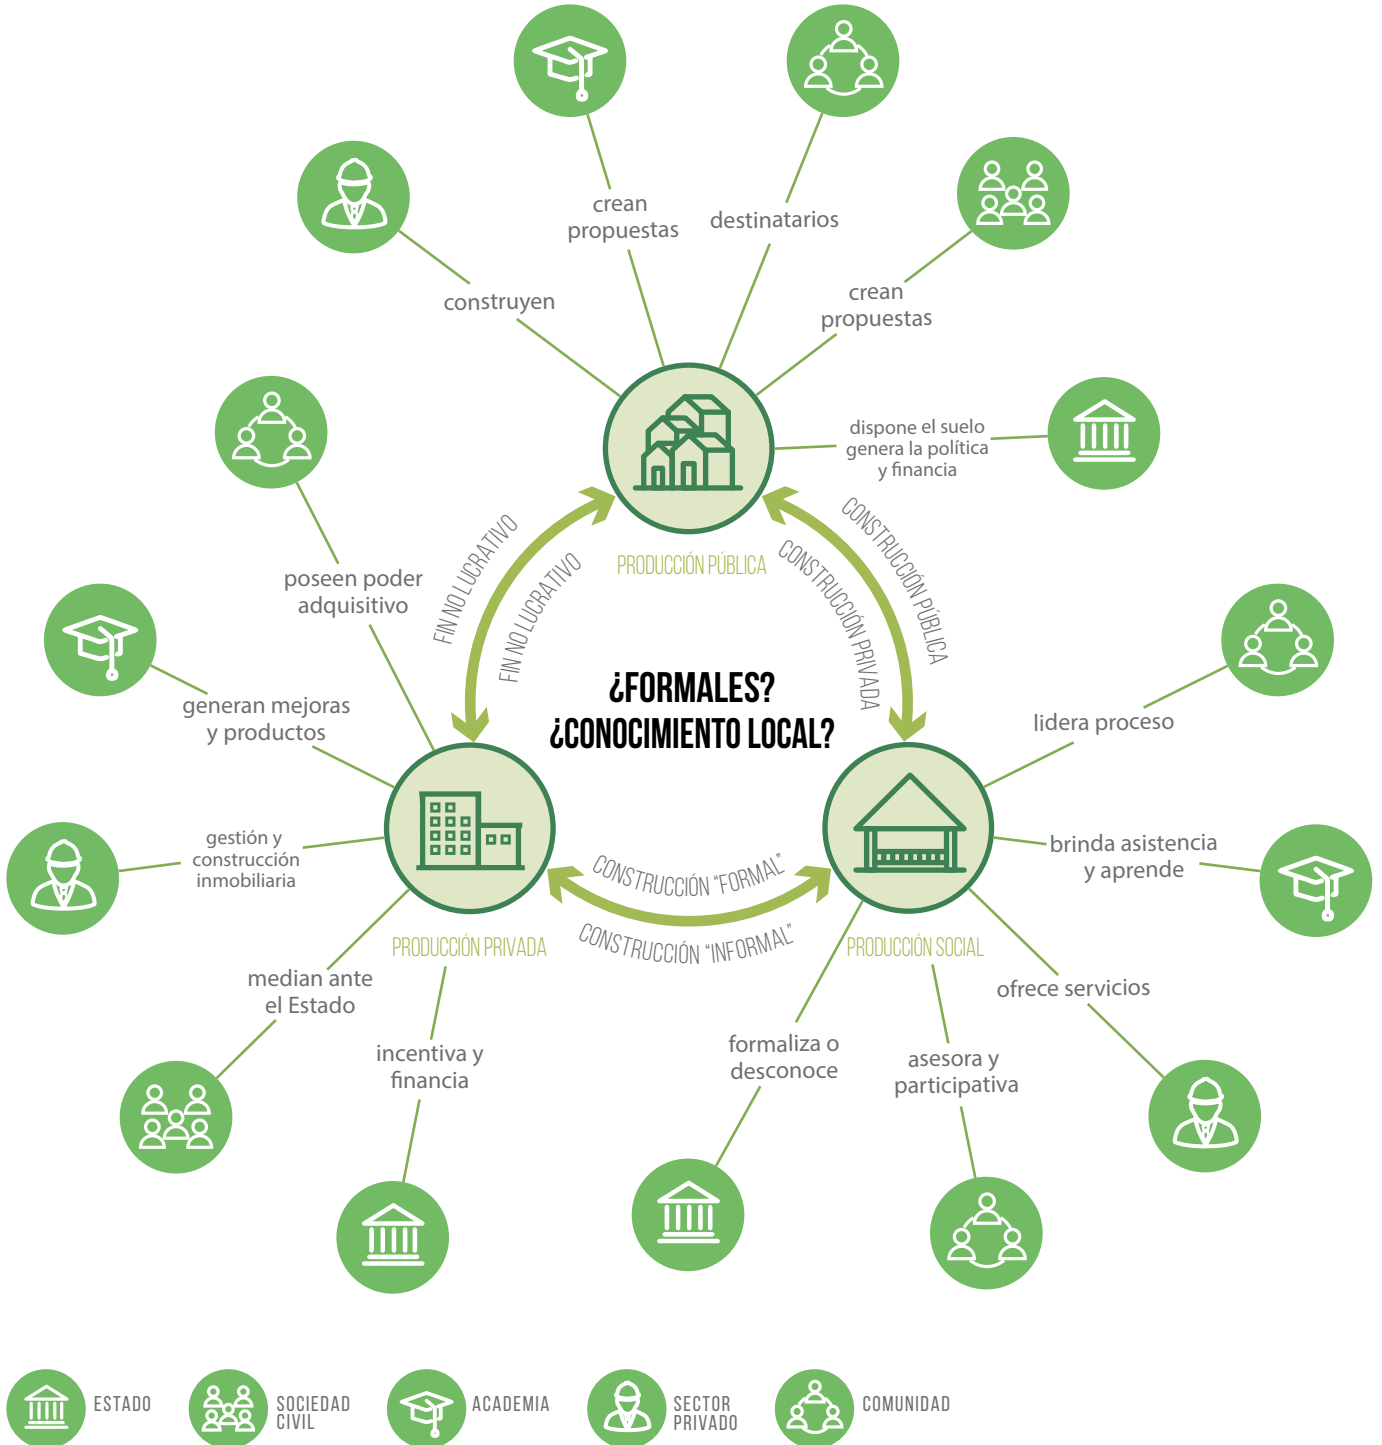 crean
propuestas
destinatarios
construyen
crean
propuestas
dispone el suelo
genera la política
y financia
FIN NO LUCRATIVO
FIN NO LUCRATIVO
PRODUCCIÓN PÚBLICA
CONSTRUCCIÓN PÚBLICA
CONSTRUCCIÓN PRIVADA
poseen poder
adquisitivo
¿FORMALES?
¿CONOCIMIENTO LOCAL?
generan mejoras
y productos
lidera proceso
gestión y
construcción
inmobiliaria
brinda asistencia
y aprende
CONSTRUCCIÓN "FORMAL"
CONSTRUCCIÓN "INFORMAL"
PRODUCCIÓN PRIVADA
PRODUCCIÓN SOCIAL
median ante
el Estado
ofrece servicios
incentiva y
financia
formaliza o
desconoce
asesora y
participativa
ESTADO
SOCIEDAD
CIVIL
ACADEMIA
SECTOR
PRIVADO
COMUNIDAD